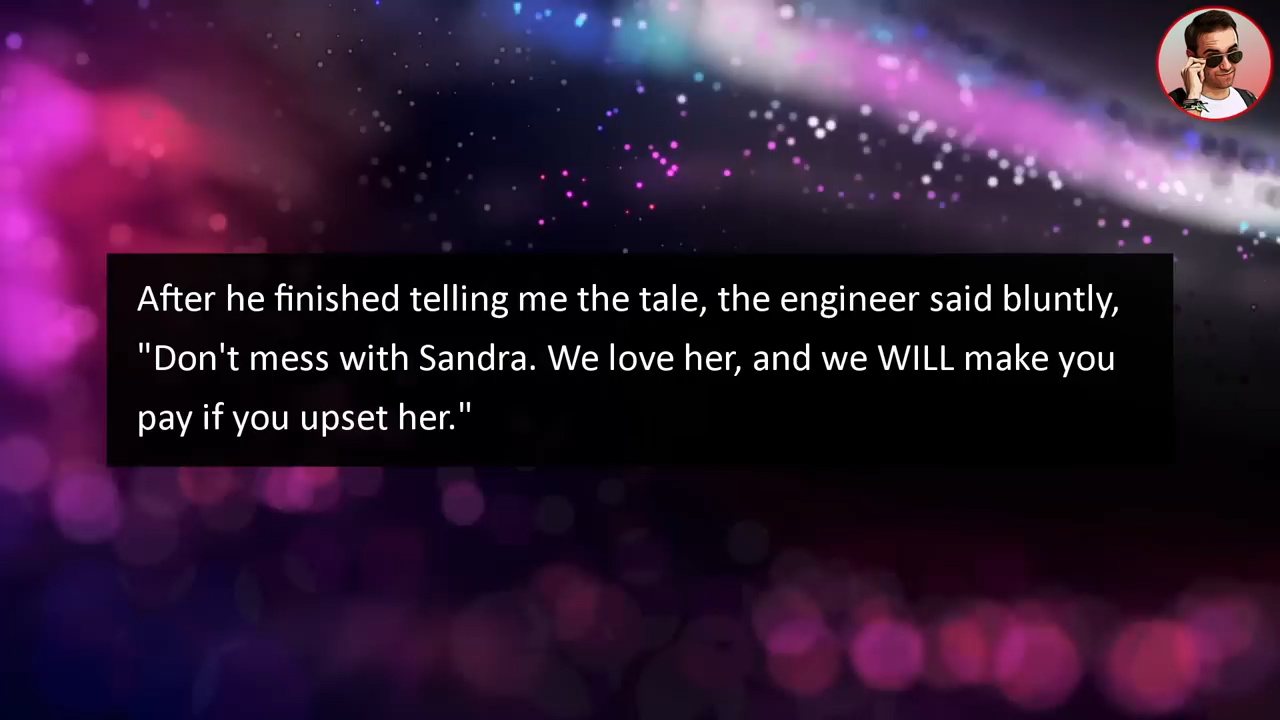 After he finished telling me the tale, the engineer said bluntly,
"Don't mess with Sandra. We love her, and we WILL make you
pay if you upset her."